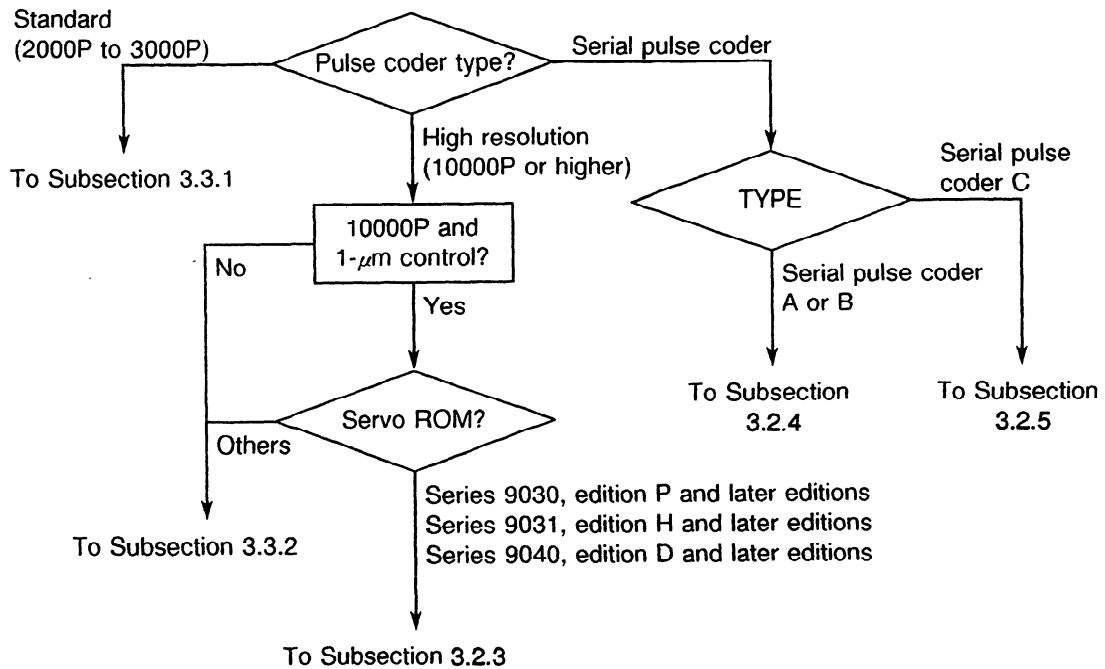 Standard
(2000P to 3000P)
Pulse coder type?
Serial pulse coder
To Subsection 3.3.1
High resolution
(10000P or higher)
TYPE
Serial pulse
coder C
10000P and
1-μm control?
No
Yes
Serial pulse coder
A or B
To Subsection
3.2.4
To Subsection
3.2.5
Servo ROM?
Others
Series 9030, edition P and later editions
Series 9031, edition H and later editions
Series 9040, edition D and later editions
To Subsection 3.3.2
To Subsection 3.2.3